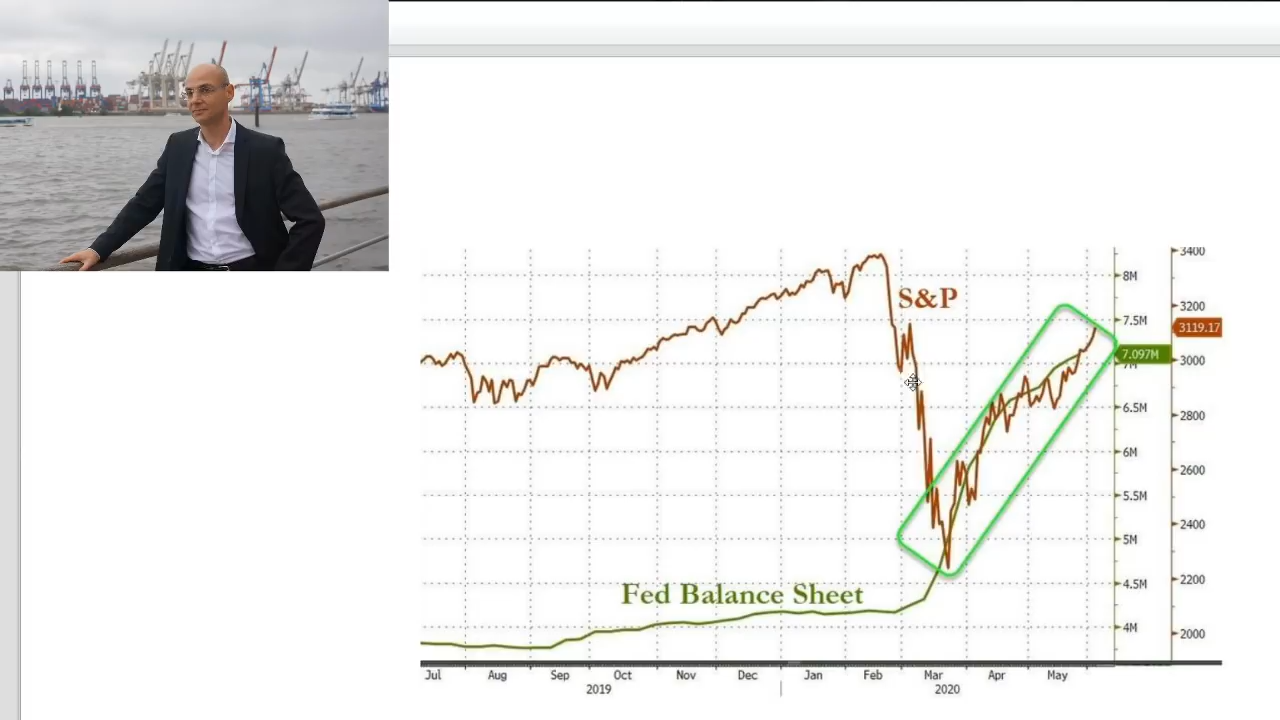 S&P
Fed Balance Sheet
8M
7.5M
7.097M
7M
6.5M
6M
5.5M
5M
4.5M
4M
3400
3200
3119.17
3000
2800
2600
2400
2200
2000
Jul Aug Sep Oct Nov Dec Jan Feb Mar Apr May
2019 2020